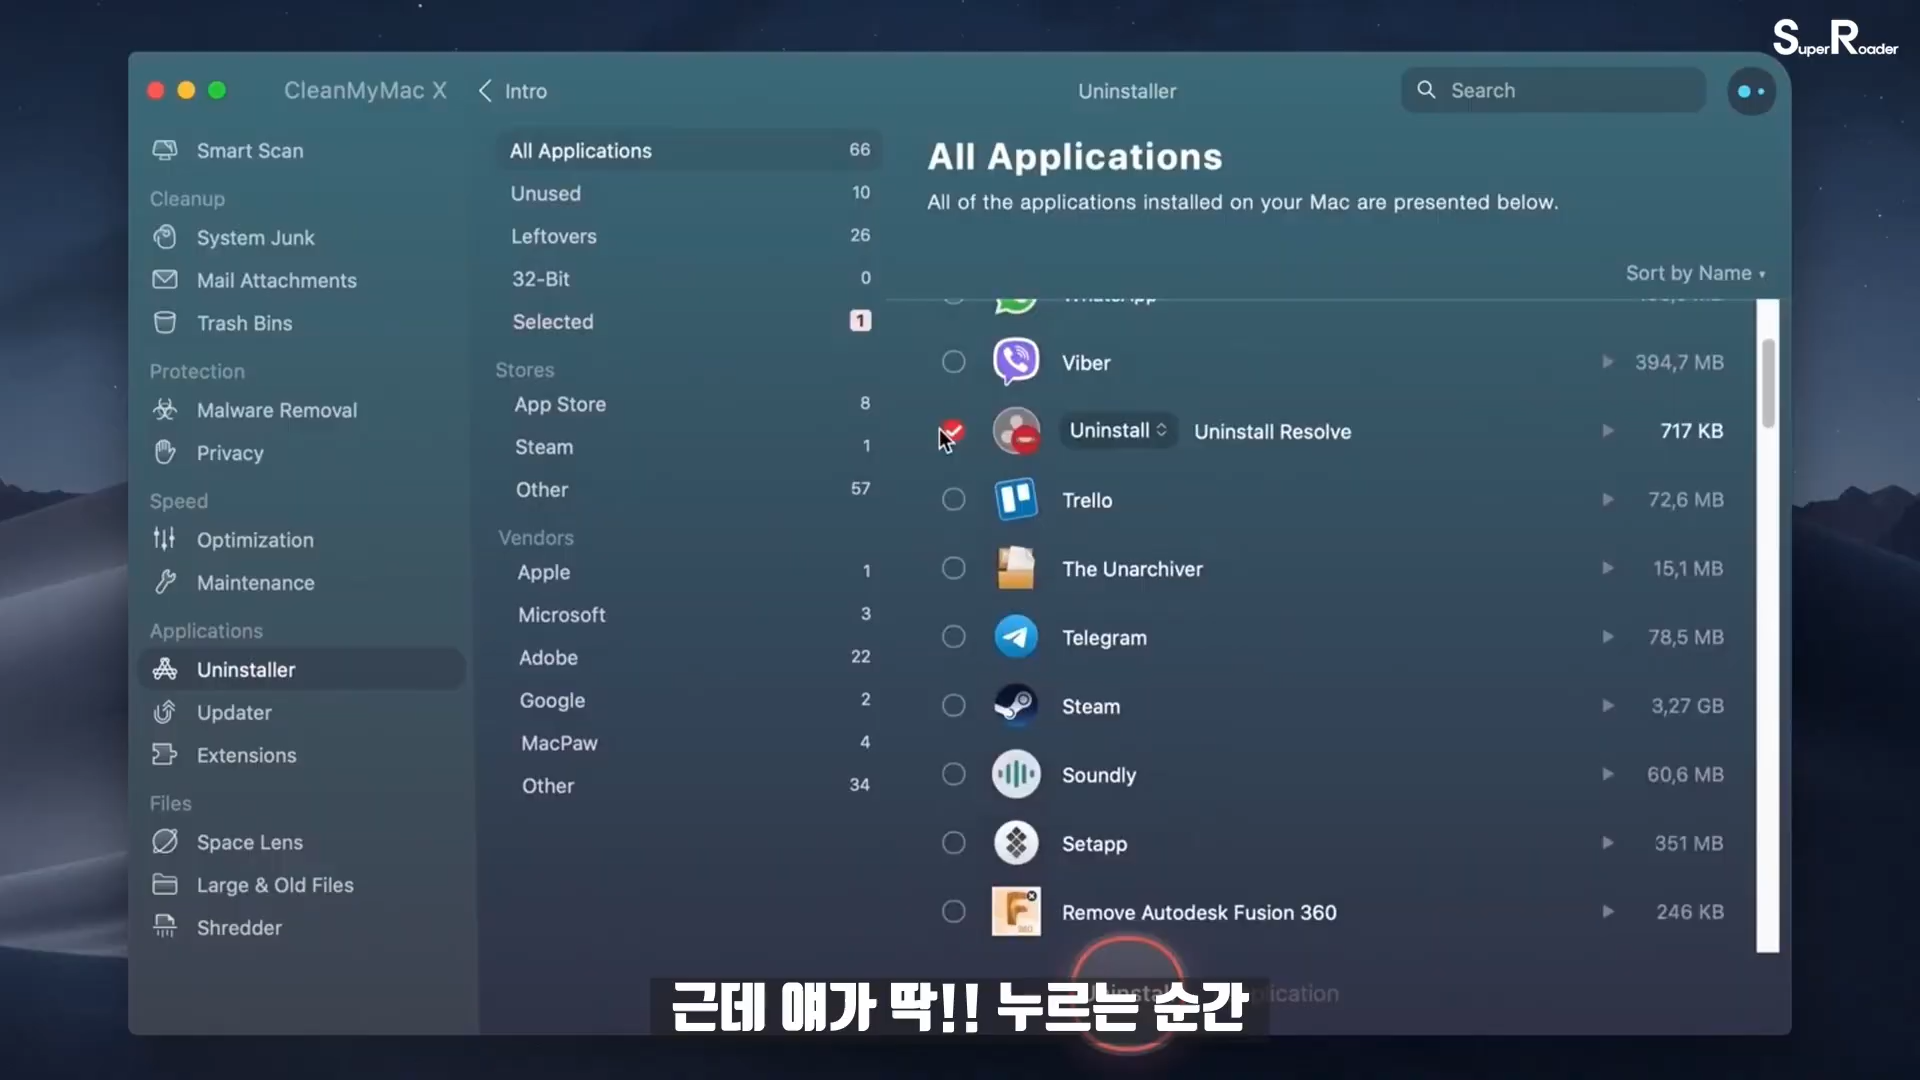 SuperRoader
CleanMyMac X
Intro
Uninstaller
Search
Smart Scan
Cleanup
System Junk
Mail Attachments
Trash Bins
Protection
Malware Removal
Privacy
Speed
Optimization
Maintenance
Applications
Uninstaller
Updater
Extensions
Files
Space Lens
Large & Old Files
Shredder
All Applications 66
Unused 10
Leftovers 26
32-Bit 0
Selected 1
Stores
App Store 8
Steam 1
Other 57
Vendors
Apple 1
Microsoft 3
Adobe 22
Google 2
MacPaw 4
Other 34
All Applications
All of the applications installed on your Mac are presented below.
Sort by Name
WhatsApp
Viber 394,7 MB
Uninstall Uninstall Resolve 717 KB
Trello 72,6 MB
The Unarchiver 15,1 MB
Telegram 78,5 MB
Steam 3,27 GB
Soundly 60,6 MB
Setapp 351 MB
Remove Autodesk Fusion 360 246 KB
근데 얘가 딱!! 누르는 순간